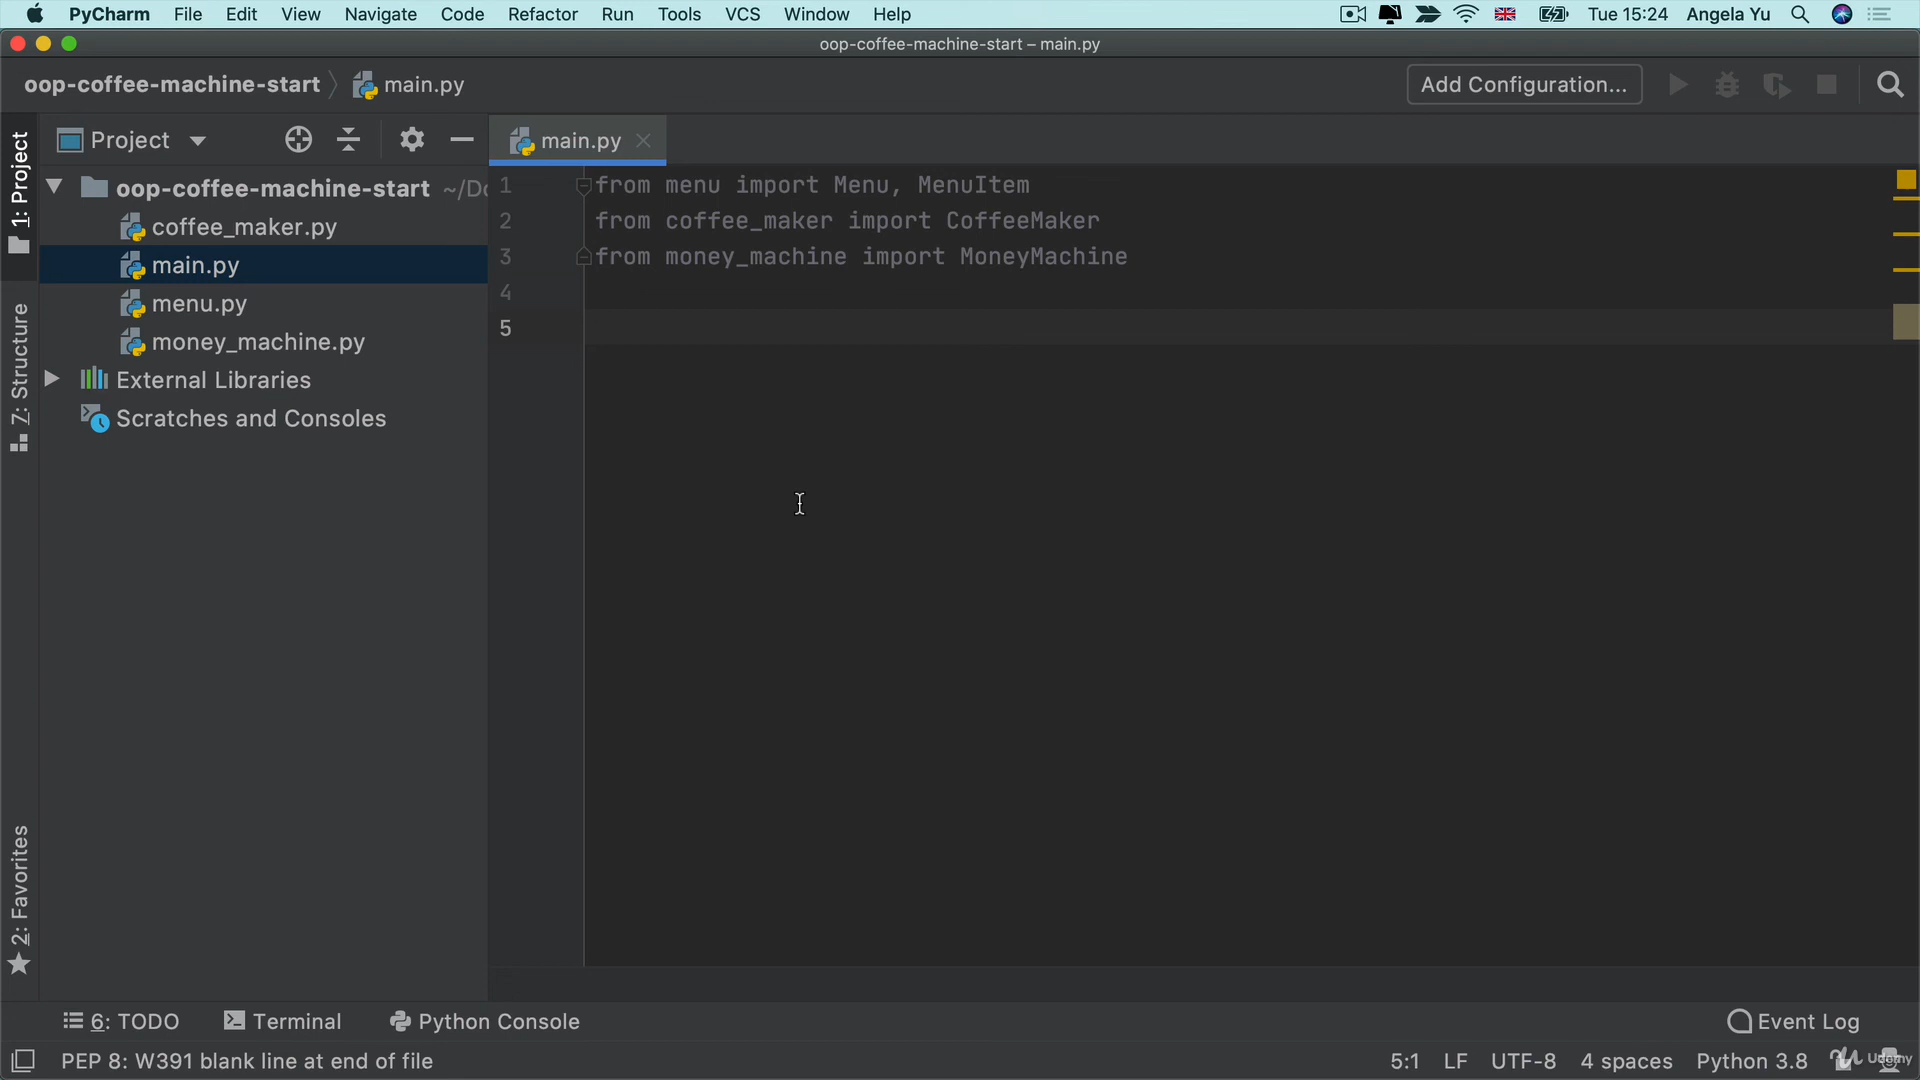 PyCharm File Edit View Navigate Code Refactor Run Tools VCS Window Help Tue 15:24 Angela Yu
oop-coffee-machine-start – main.py
oop-coffee-machine-start main.py Add Configuration...
1: Project
Project
main.py
oop-coffee-machine-start ~/Do
coffee_maker.py
main.py
menu.py
money_machine.py
External Libraries
Scratches and Consoles
7: Structure
2: Favorites
1 from menu import Menu, MenuItem
2 from coffee_maker import CoffeeMaker
3 from money_machine import MoneyMachine
4
5
6: TODO Terminal Python Console Event Log
PEP 8: W391 blank line at end of file 5:1 LF UTF-8 4 spaces Python 3.8
Udemy